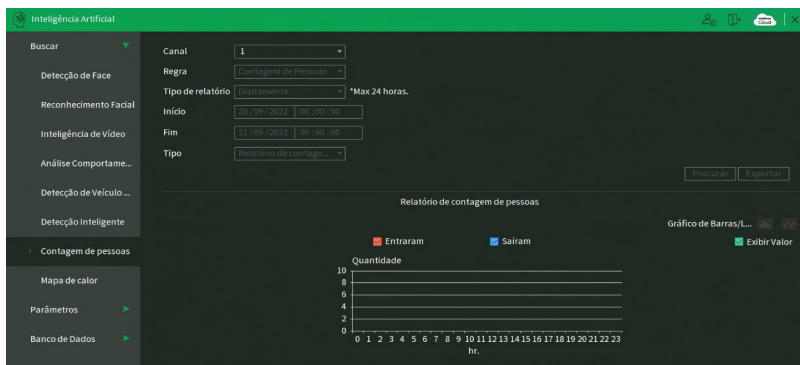 Inteligência Artificial
intelbras Cloud
Buscar
Detecção de Face
Reconhecimento Facial
Inteligência de Vídeo
Análise Comportame...
Detecção de Veículo ...
Detecção Inteligente
Contagem de pessoas
Mapa de calor
Parâmetros
Banco de Dados
Canal 1
Regra Contagem de Pessoas
Tipo de relatório Diariamente *Max 24 horas.
Início 20/09/2022 00:00:00
Fim 21/09/2022 00:00:00
Tipo Relatório de contage...
Procurar Exportar
Relatório de contagem de pessoas
Gráfico de Barras/L...
Entraram Saíram Exibir Valor
Quantidade
10
8
6
4
2
0
0 1 2 3 4 5 6 7 8 9 10 11 12 13 14 15 16 17 18 19 20 21 22 23
hr.